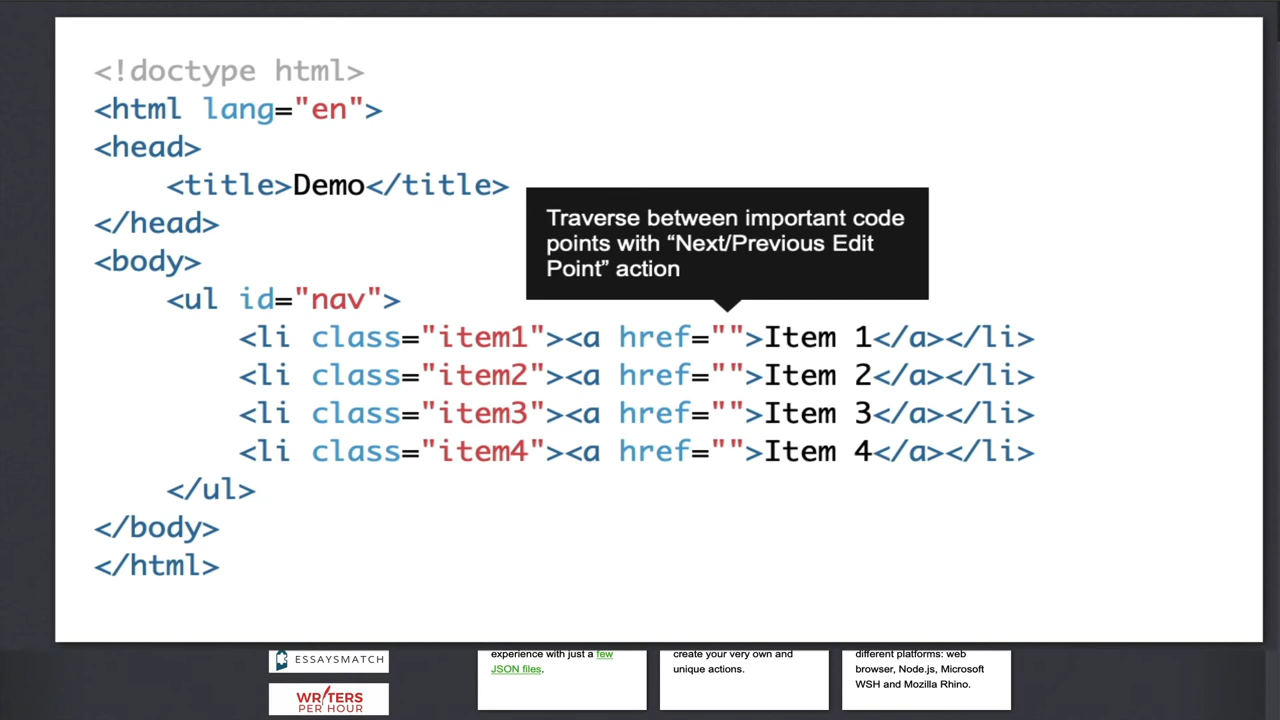 <!doctype html>
<html lang="en">
<head>
    <title>Demo</title>
</head>
<body>
    <ul id="nav">
        <li class="item1"><a href="">Item 1</a></li>
        <li class="item2"><a href="">Item 2</a></li>
        <li class="item3"><a href="">Item 3</a></li>
        <li class="item4"><a href="">Item 4</a></li>
    </ul>
</body>
</html>
Traverse between important code
points with “Next/Previous Edit
Point” action
ESSAYSMATCH
WRITERS
PER HOUR
experience with just a few
JSON files.
create your very own and
unique actions.
different platforms: web
browser, Node.js, Microsoft
WSH and Mozilla Rhino.